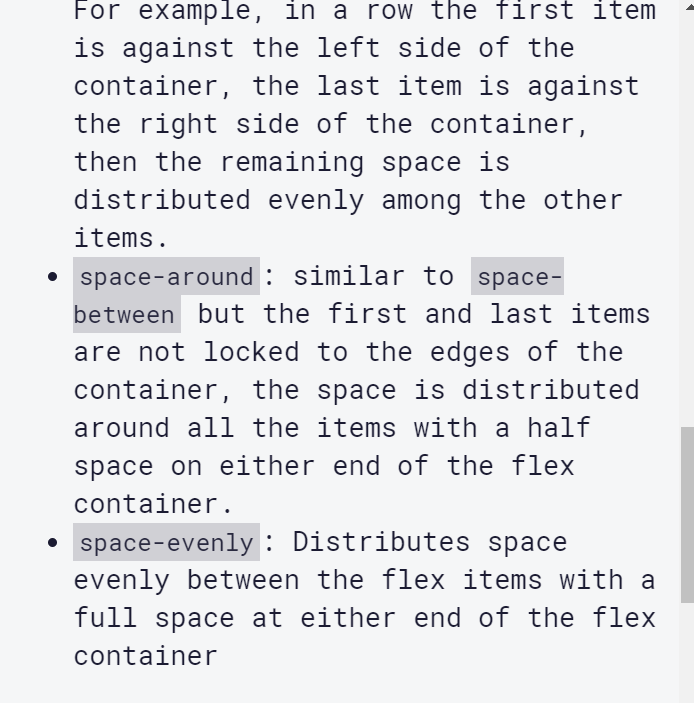 For example, in a row the first item
is against the left side of the
container, the last item is against
the right side of the container,
then the remaining space is
distributed evenly among the other
items.
• space-around: similar to space-
between but the first and last items
are not locked to the edges of the
container, the space is distributed
around all the items with a half
space on either end of the flex
container.
• space-evenly: Distributes space
evenly between the flex items with a
full space at either end of the flex
container